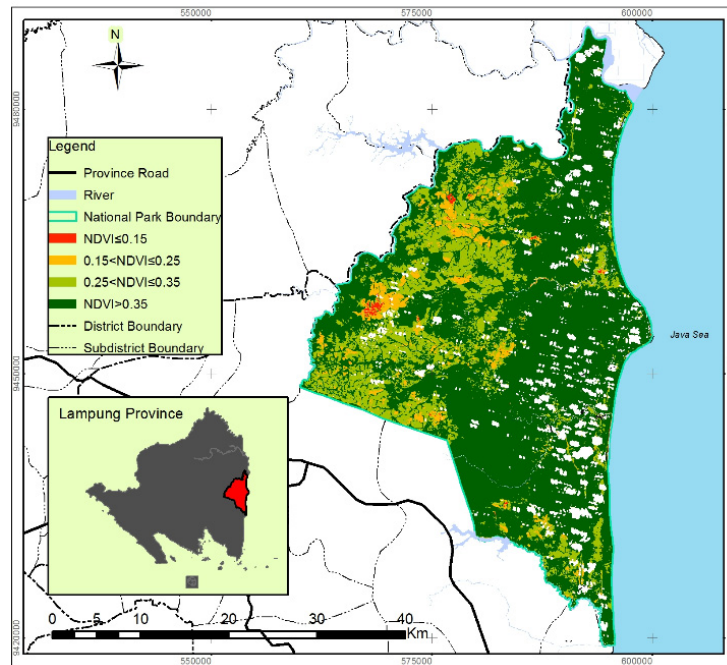 550000 575000 600000
N
9480000
Legend
Province Road
River
National Park Boundary
NDVI≤0.15
0.15<NDVI≤0.25
0.25<NDVI≤0.35
NDVI>0.35
District Boundary
Subdistrict Boundary
Java Sea
9450000 9450000
Lampung Province
0 5 10 20 30 40
Km
9420000 9420000
550000 575000 600000